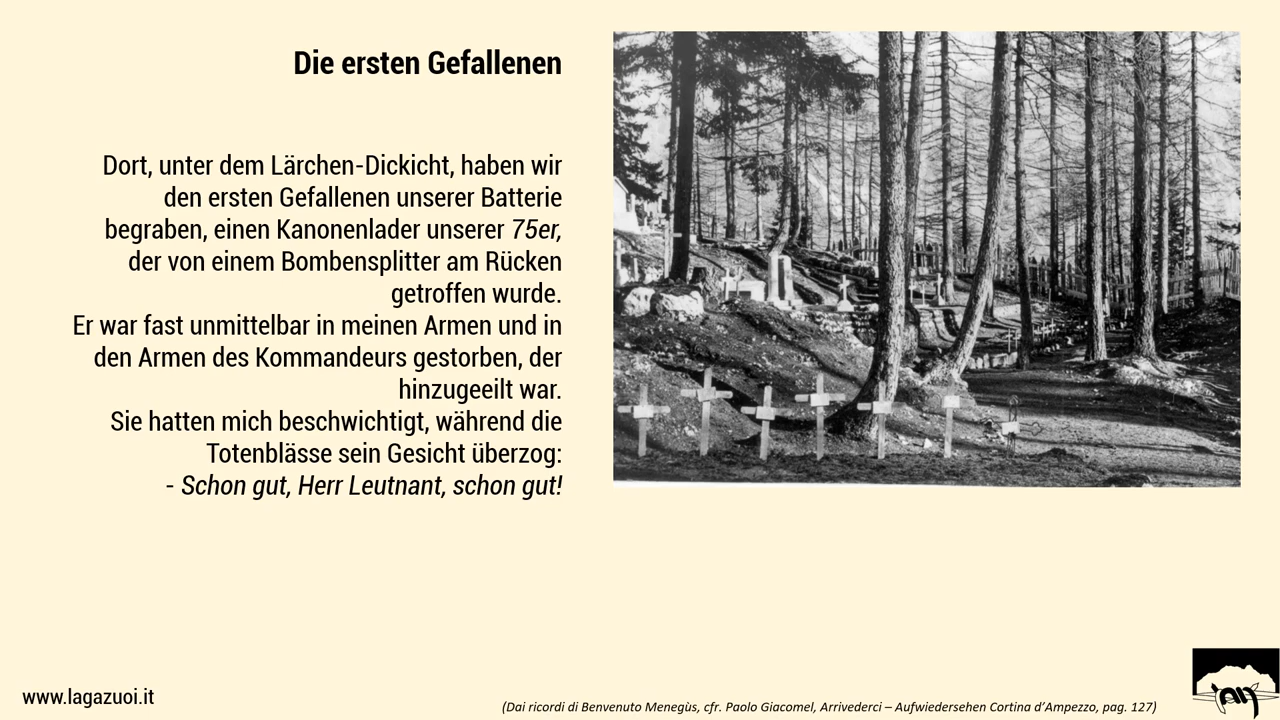 Die ersten Gefallenen
Dort, unter dem Lärchen-Dickicht, haben wir
den ersten Gefallenen unserer Batterie
begraben, einen Kanonenlader unserer 75er,
der von einem Bombensplitter am Rücken
getroffen wurde.
Er war fast unmittelbar in meinen Armen und in
den Armen des Kommandeurs gestorben, der
hinzugeeilt war.
Sie hatten mich beschwichtigt, während die
Totenblässe sein Gesicht überzog:
- Schon gut, Herr Leutnant, schon gut!
www.lagazuoi.it
(Dai ricordi di Benvenuto Menegùs, cfr. Paolo Giacomel, Arrivederci – Aufwiedersehen Cortina d’Ampezzo, pag. 127)